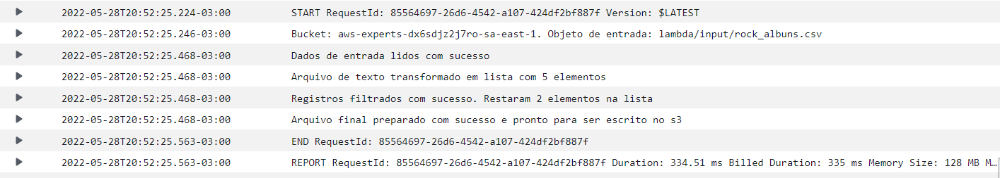 2022-05-28T20:52:25.224-03:00 START RequestId: 85564697-26d6-4542-a107-424df2bf887f Version: $LATEST
2022-05-28T20:52:25.246-03:00 Bucket: aws-experts-dx6sdjz2j7ro-sa-east-1. Objeto de entrada: lambda/input/rock_albuns.csv
2022-05-28T20:52:25.468-03:00 Dados de entrada lidos com sucesso
2022-05-28T20:52:25.468-03:00 Arquivo de texto transformado em lista com 5 elementos
2022-05-28T20:52:25.468-03:00 Registros filtrados com sucesso. Restaram 2 elementos na lista
2022-05-28T20:52:25.468-03:00 Arquivo final preparado com sucesso e pronto para ser escrito no s3
2022-05-28T20:52:25.563-03:00 END RequestId: 85564697-26d6-4542-a107-424df2bf887f
2022-05-28T20:52:25.563-03:00 REPORT RequestId: 85564697-26d6-4542-a107-424df2bf887f Duration: 334.51 ms Billed Duration: 335 ms Memory Size: 128 MB M…